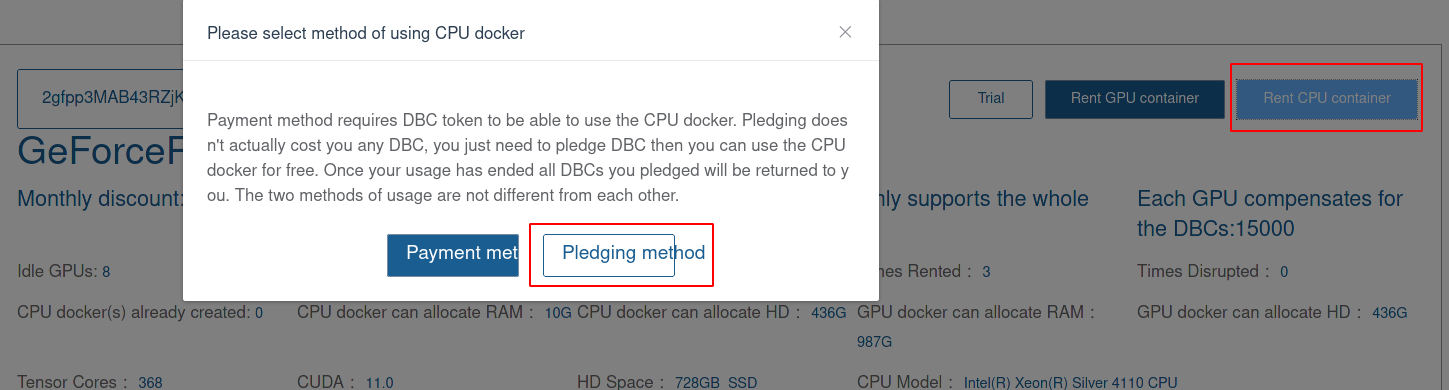 Please select method of using CPU docker
2gfpp3MAB43RZjK
Trial
Rent GPU container
Rent CPU container
Payment method requires DBC token to be able to use the CPU docker. Pledging does
n't actually cost you any DBC, you just need to pledge DBC then you can use the CPU
docker for free. Once your usage has ended all DBCs you pledged will be returned to y
ou. The two methods of usage are not different from each other.
Payment met
Pledging method
Monthly discount:
nly supports the whole
Each GPU compensates for
the DBCs:15000
Idle GPUs: 8
Times Rented : 3
Times Disrupted : 0
CPU docker(s) already created: 0
CPU docker can allocate RAM : 10G
CPU docker can allocate HD : 436G
GPU docker can allocate RAM :
987G
GPU docker can allocate HD : 436G
Tensor Cores : 368
CUDA : 11.0
HD Space : 728GB SSD
CPU Model : Intel(R) Xeon(R) Silver 4110 CPU